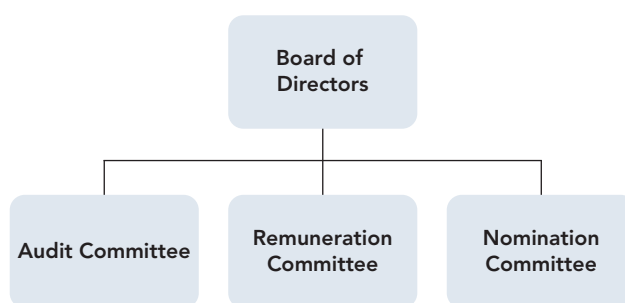 Board of
Directors
Audit Committee
Remuneration
Committee
Nomination
Committee